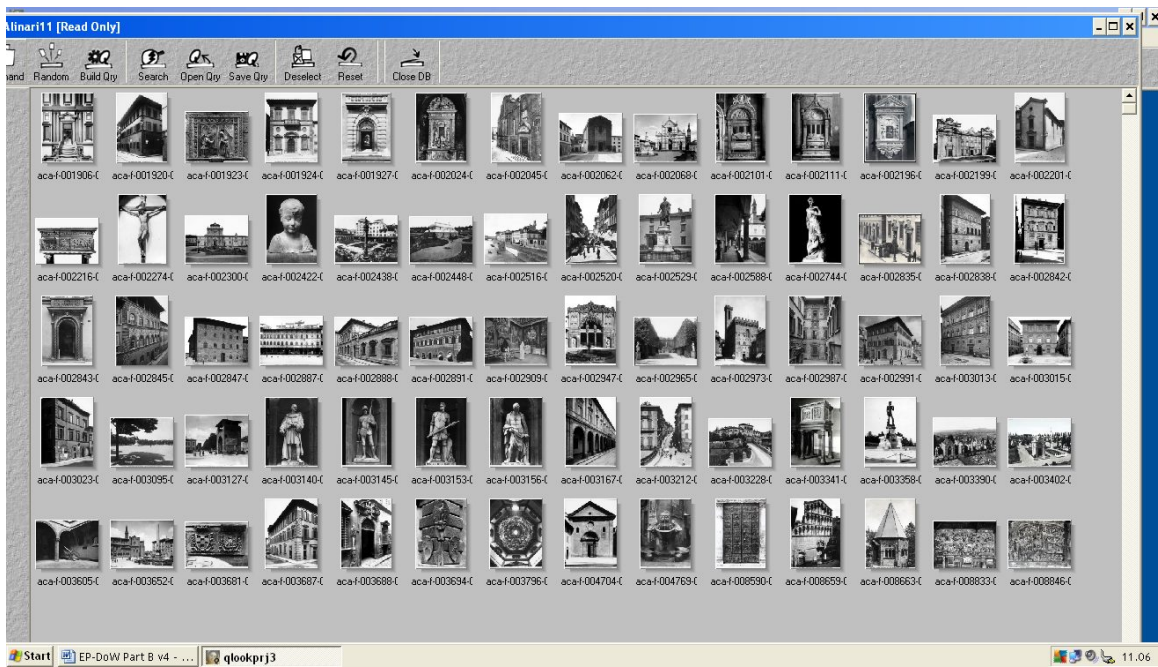 Alinari11 [Read Only]
Random Build Qry Search Open Qry Save Qry Deselect Reset Close DB
aca-f-001906-( aca-f-001920-( aca-f-001923-( aca-f-001924-( aca-f-001927-( aca-f-002024-( aca-f-002045-( aca-f-002062-( aca-f-002068-( aca-f-002101-( aca-f-002111-( aca-f-002196-( aca-f-002199-( aca-f-002201-(
aca-f-002216-( aca-f-002274-( aca-f-002300-( aca-f-002422-( aca-f-002438-( aca-f-002448-( aca-f-002516-( aca-f-002520-( aca-f-002529-( aca-f-002588-( aca-f-002744-( aca-f-002835-( aca-f-002838-( aca-f-002842-(
aca-f-002843-( aca-f-002845-( aca-f-002847-( aca-f-002887-( aca-f-002888-( aca-f-002891-( aca-f-002909-( aca-f-002947-( aca-f-002965-( aca-f-002973-( aca-f-002987-( aca-f-002991-( aca-f-003013-( aca-f-003015-(
aca-f-003023-( aca-f-003095-( aca-f-003127-( aca-f-003140-( aca-f-003145-( aca-f-003153-( aca-f-003156-( aca-f-003167-( aca-f-003212-( aca-f-003228-( aca-f-003341-( aca-f-003358-( aca-f-003390-( aca-f-003402-(
aca-f-003605-( aca-f-003652-( aca-f-003681-( aca-f-003687-( aca-f-003688-( aca-f-003694-( aca-f-003796-( aca-f-004704-( aca-f-004769-( aca-f-008590-( aca-f-008659-( aca-f-008663-( aca-f-008833-( aca-f-008846-(
Start EP-DoW Part B v4 - ... qlookprj3 11.06